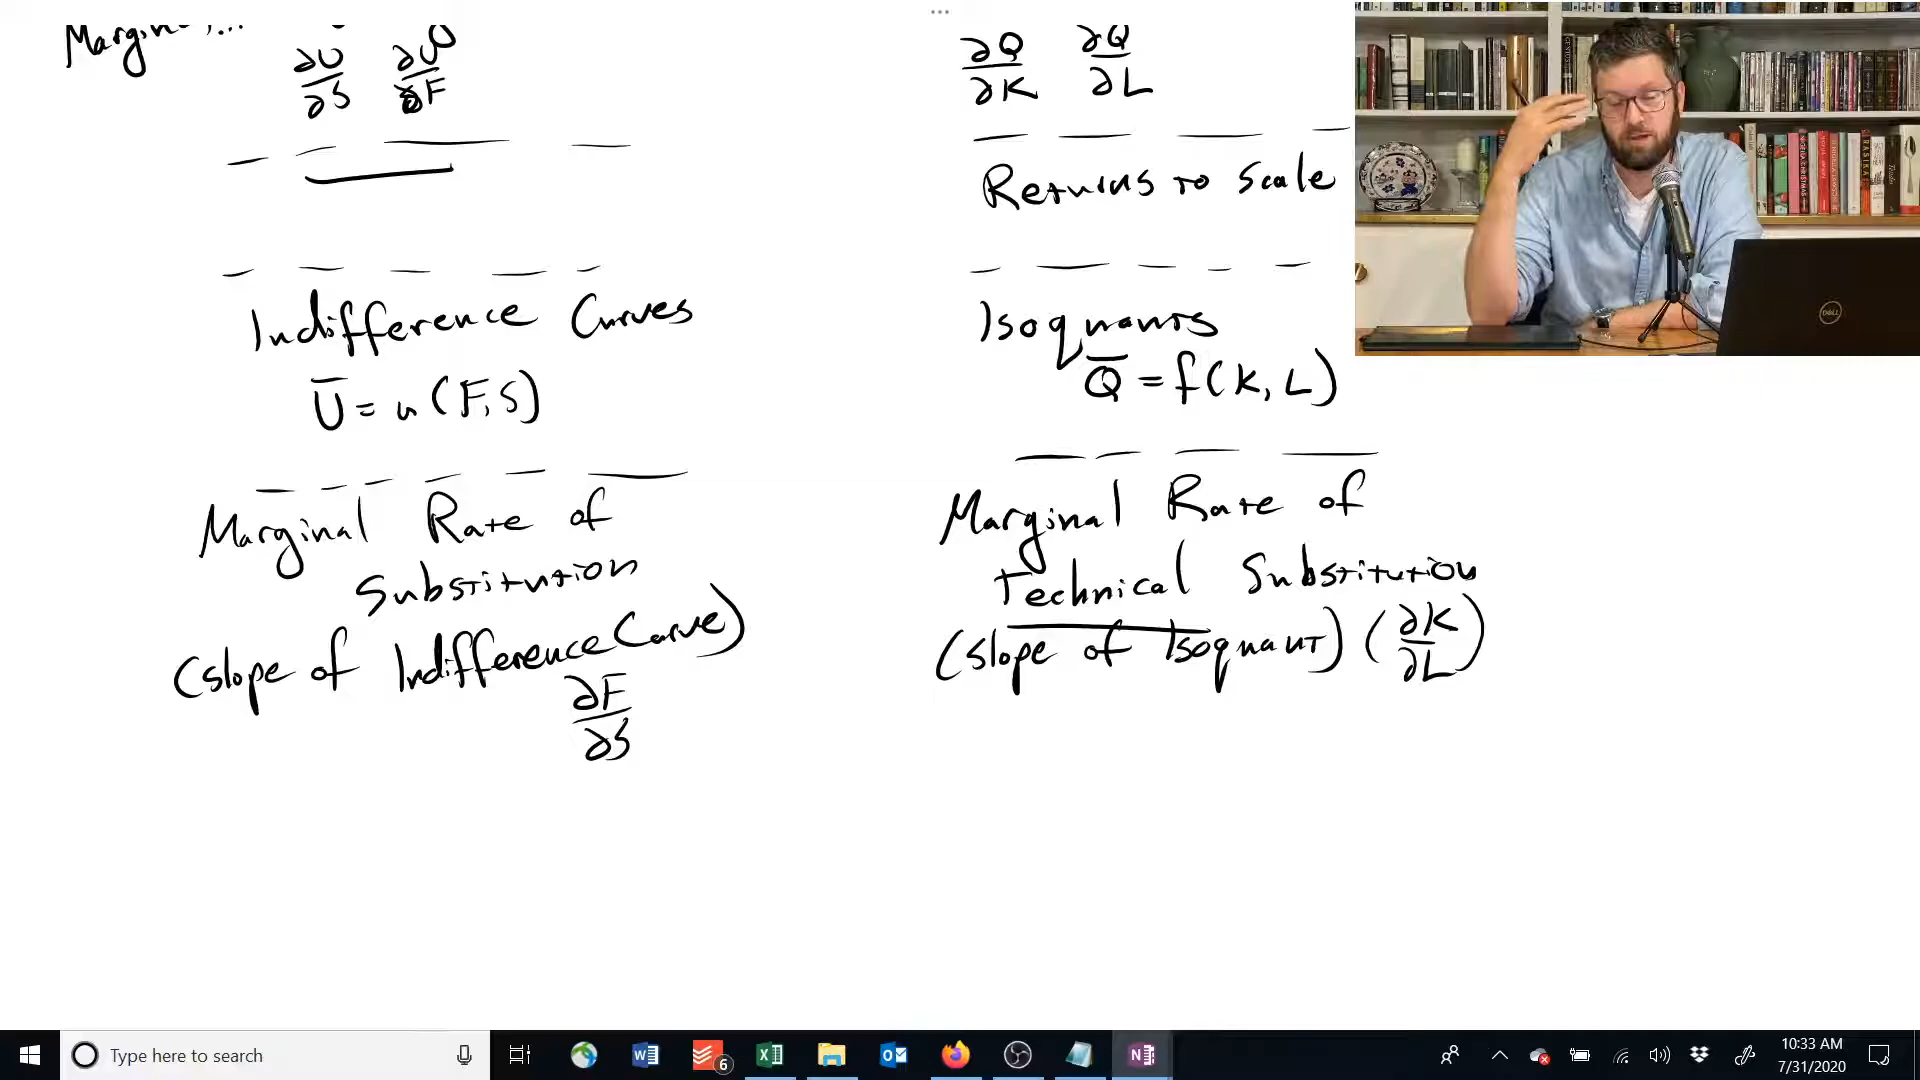 ∂U/∂S ∂U/∂F
∂Q/∂K ∂Q/∂L
Returns to Scale
Indifference Curves
U̅ = u(F,S)
Isoquants
Q̅ = f(K, L)
Marginal Rate of
Substitution
(slope of Indifference Curve)
∂F/∂S
Marginal Rate of
Technical Substitution
(slope of Isoquant) (∂K/∂L)
DELL
Type here to search
6
10:33 AM
7/31/2020